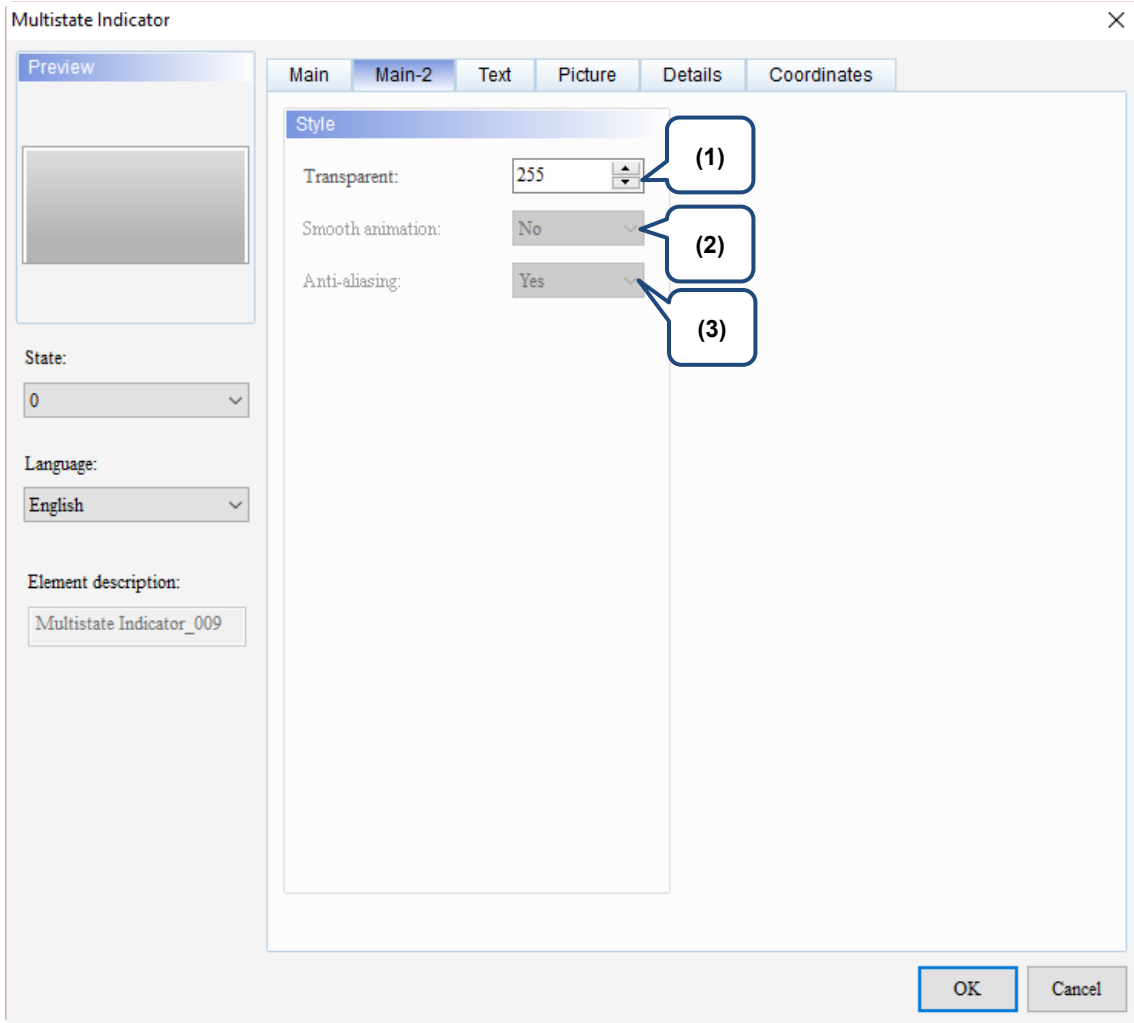 Multistate Indicator
Preview
Main Main-2 Text Picture Details Coordinates
Style
Transparent: 255
(1)
Smooth animation: No
(2)
Anti-aliasing: Yes
(3)
State:
0
Language:
English
Element description:
Multistate Indicator_009
OK Cancel